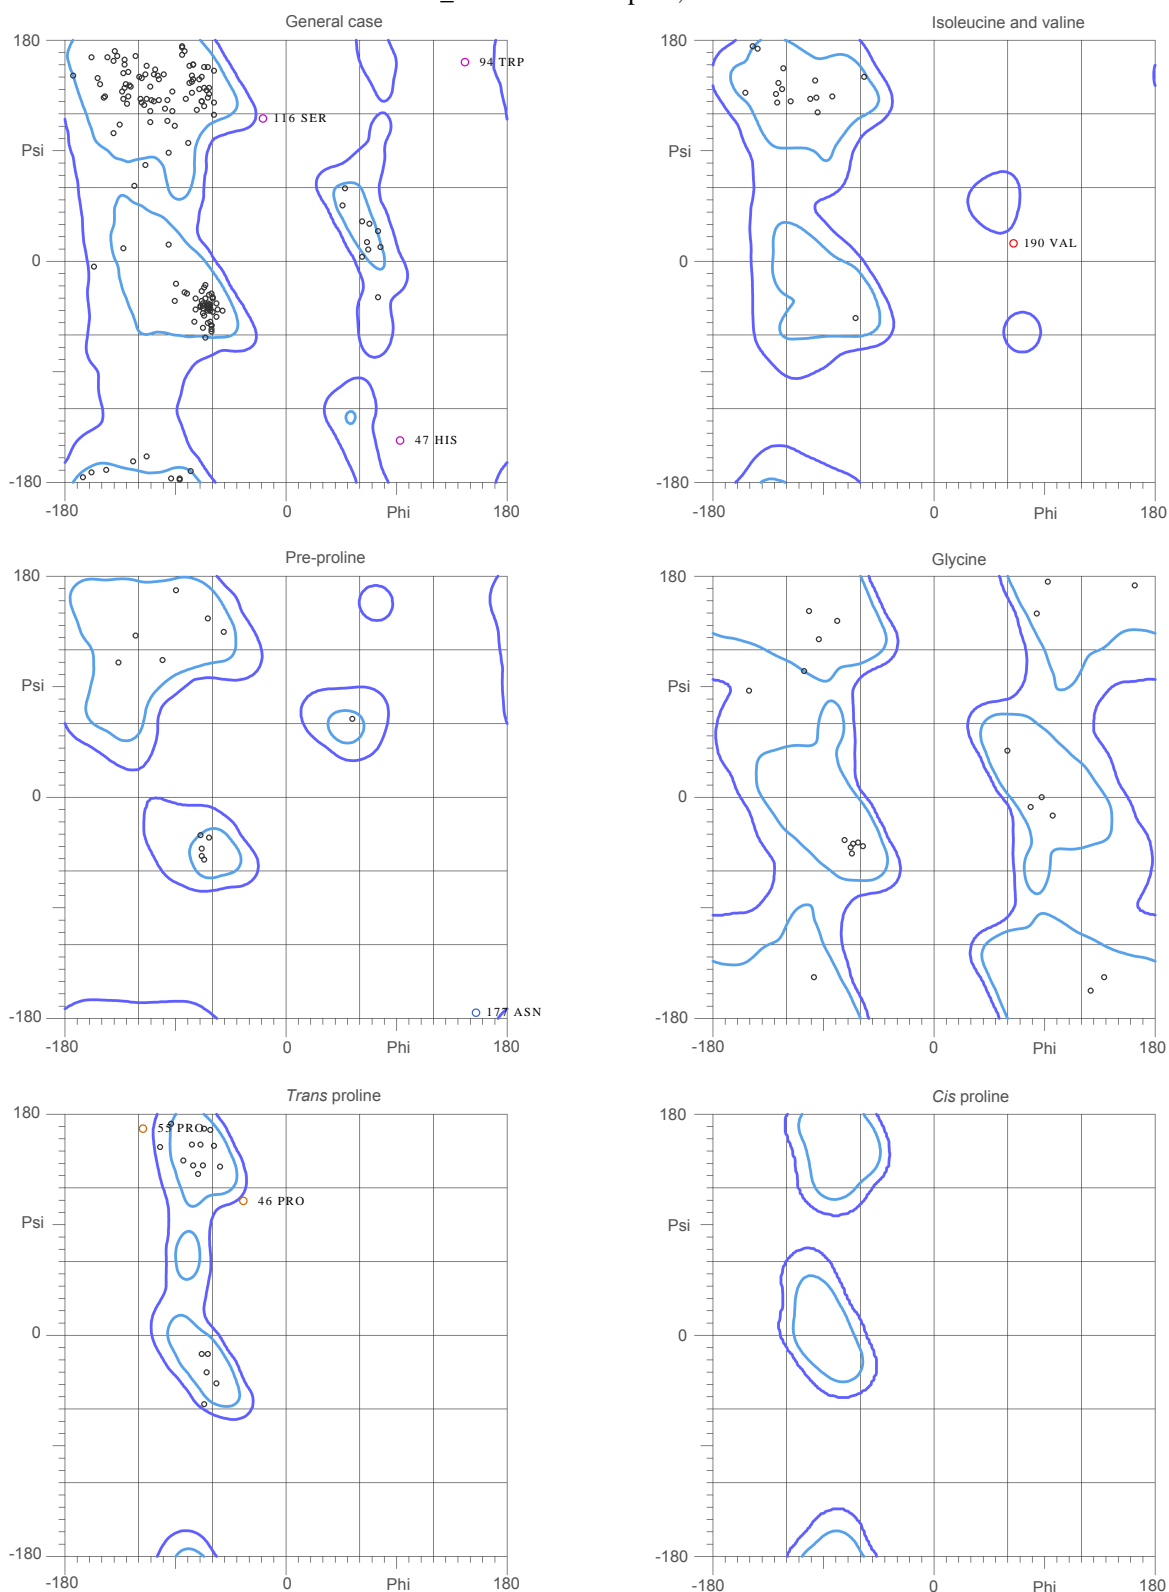 General case
Isoleucine and valine
180
94 TRP
116 SER
Psi
0
47 HIS
-180
-180
0
Phi
180
180
Psi
190 VAL
0
-180
-180
0
Phi
180
Pre-proline
Glycine
180
Psi
0
177 ASN
-180
-180
0
Phi
180
180
Psi
0
-180
-180
0
Phi
180
Trans proline
Cis proline
180
55 PRO
46 PRO
Psi
0
-180
-180
0
Phi
180
180
Psi
0
-180
-180
0
Phi
180